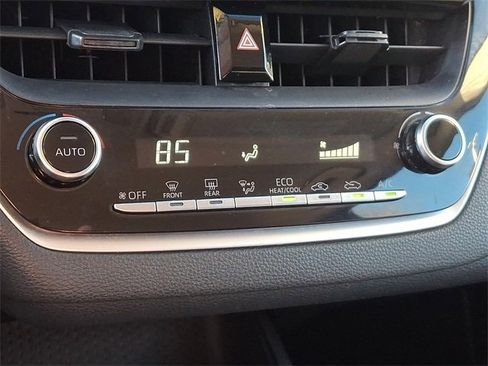 AUTO
85
OFF
FRONT
REAR
ECO
HEAT/COOL
A/C